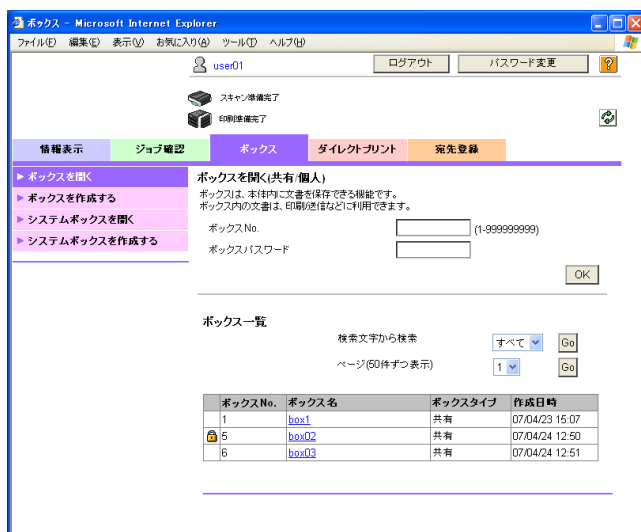 ボックス - Microsoft Internet Explorer
ファイル(F) 編集(E) 表示(V) お気に入り(A) ツール(T) ヘルプ(H)
user01 ログアウト パスワード変更 ?
スキャン準備完了
印刷準備完了
情報表示 ジョブ確認 ボックス ダイレクトプリント 宛先登録
ボックスを開く
ボックスを作成する
システムボックスを開く
システムボックスを作成する
ボックスを開く(共有/個人)
ボックスは、本体内に文書を保存できる機能です。
ボックス内の文書は、印刷送信などに利用できます。
ボックスNo. (1-999999999)
ボックスパスワード
OK
ボックス一覧
検索文字から検索 すべて Go
ページ(50件ずつ表示) 1 Go
ボックスNo. ボックス名 ボックスタイプ 作成日時
1 box1 共有 07/04/23 15:07
5 box02 共有 07/04/24 12:50
6 box03 共有 07/04/24 12:51